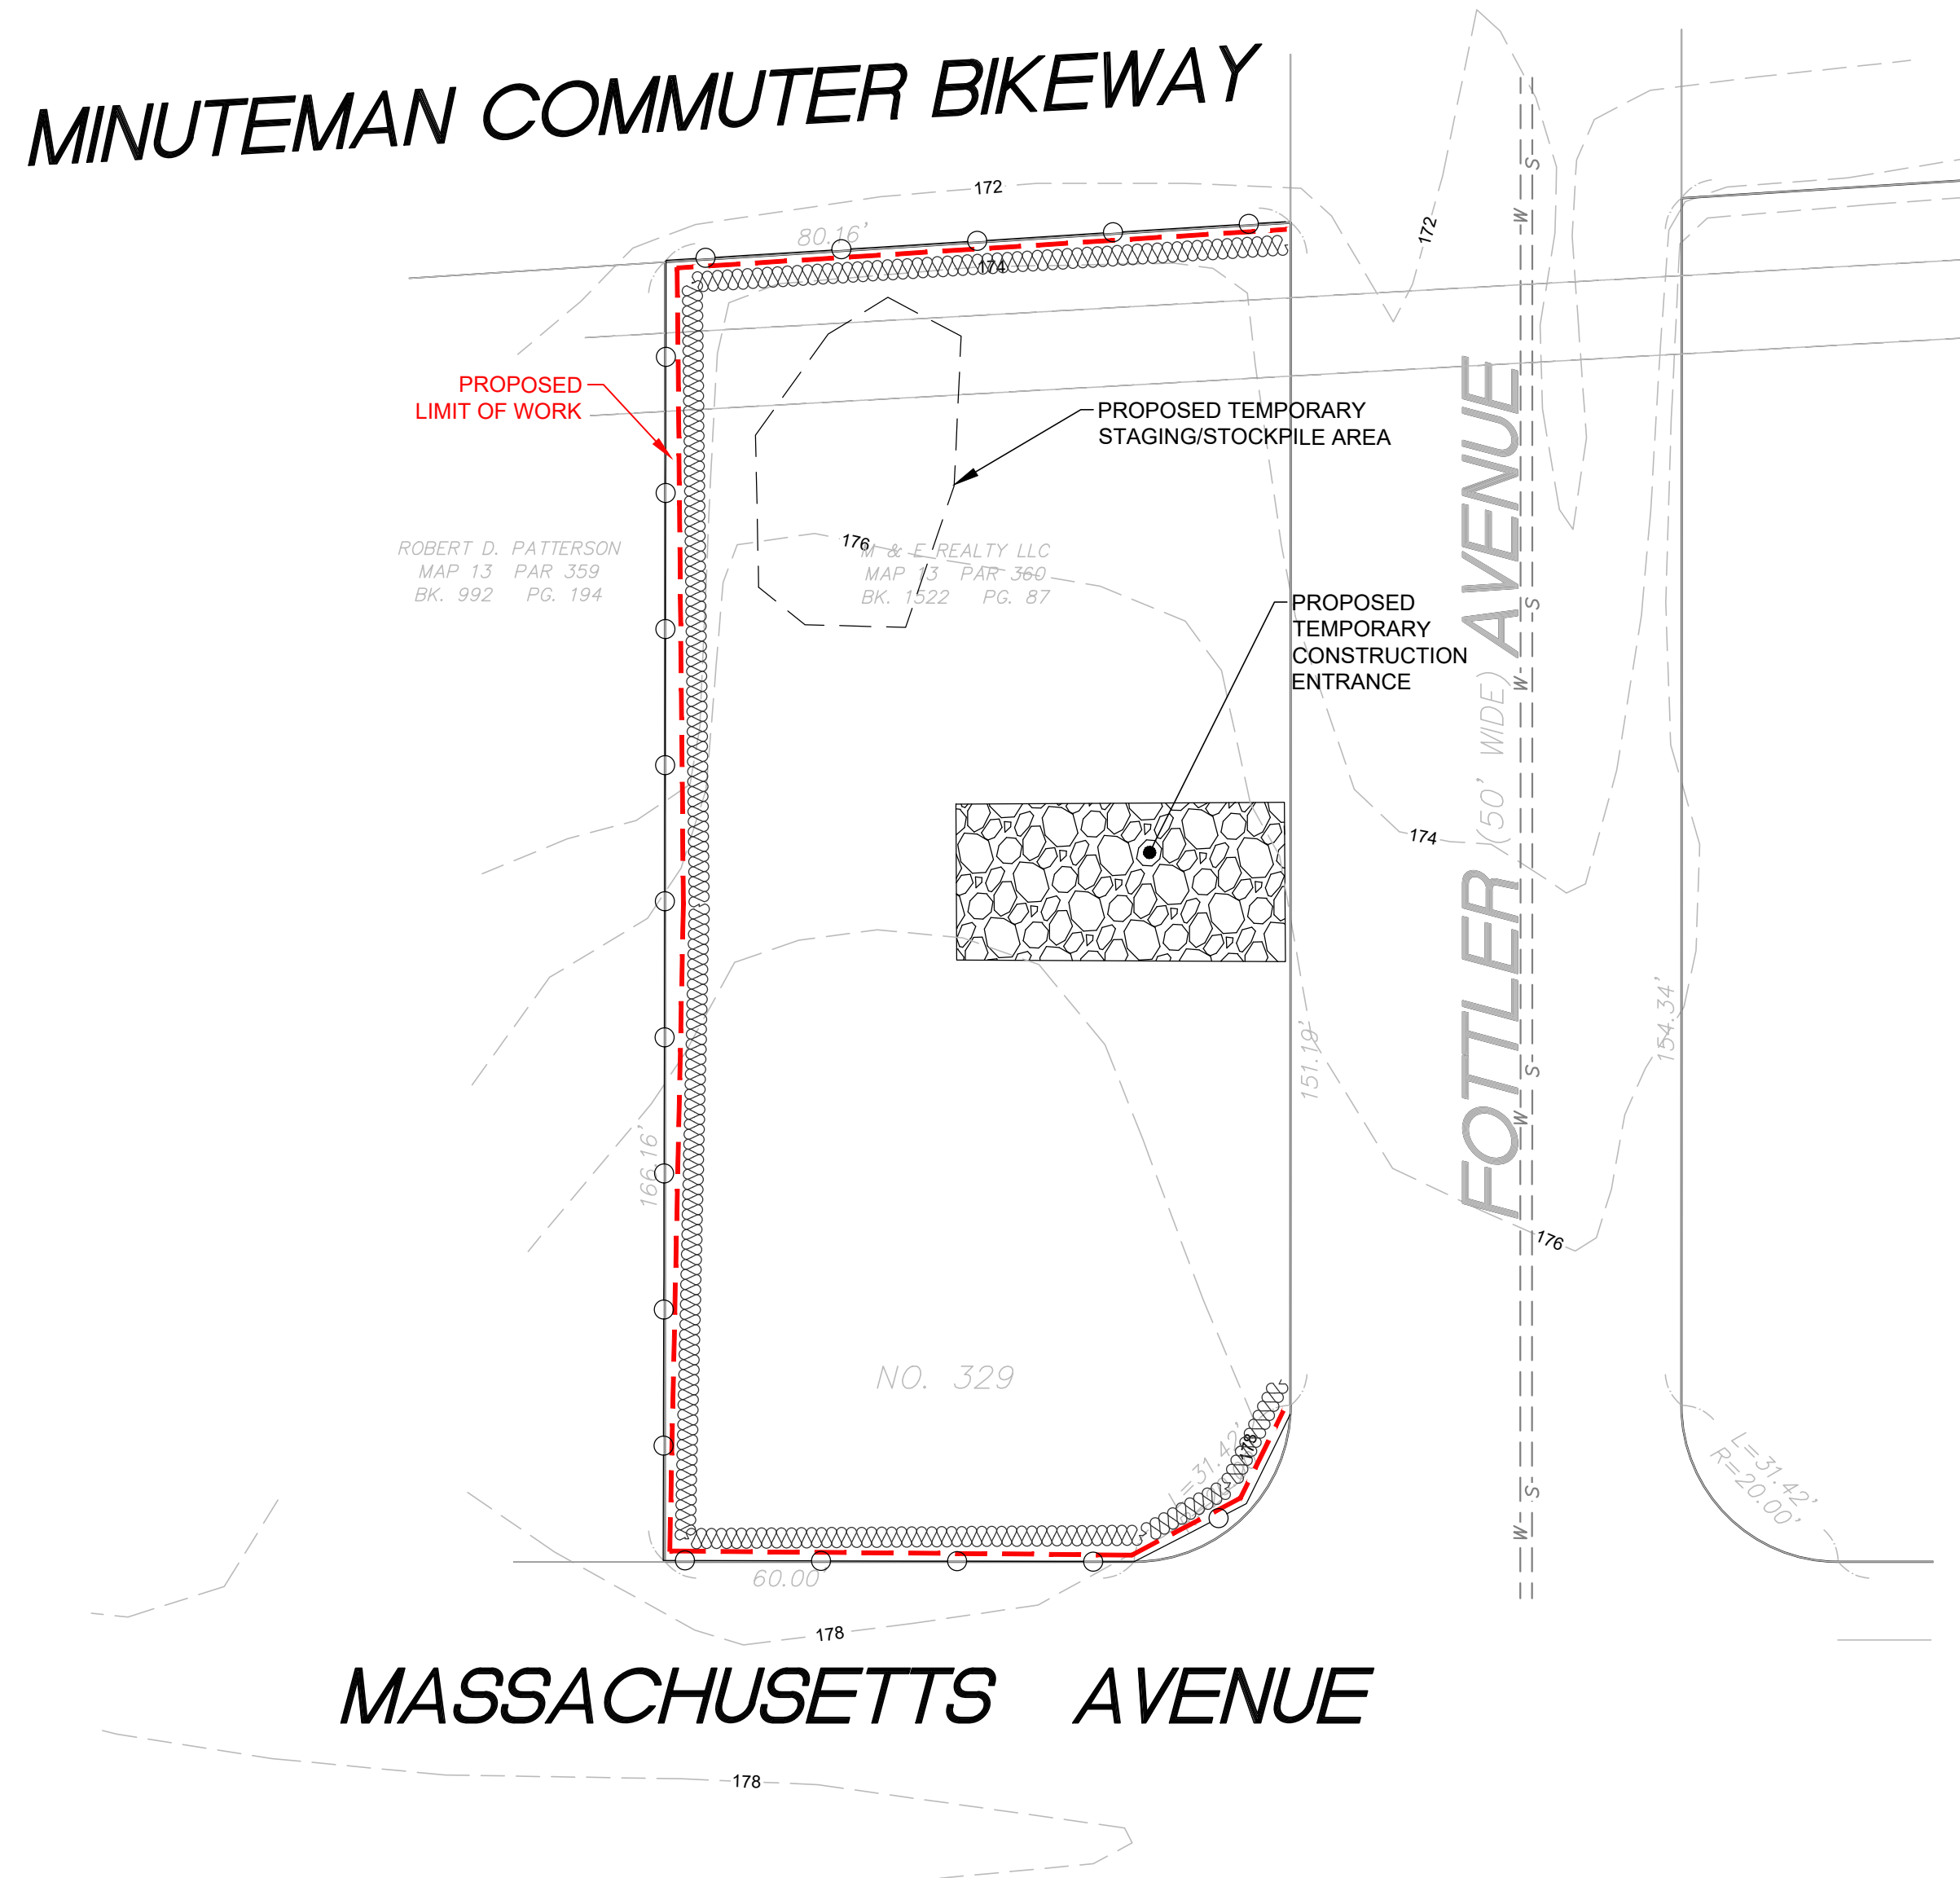 MINUTEMAN COMMUTER BIKEWAY
172
172
80.16'
174
S
W
PROPOSED
LIMIT OF WORK
PROPOSED TEMPORARY
STAGING/STOCKPILE AREA
176
ROBERT D. PATTERSON
MAP 13 PAR 359
BK. 992 PG. 194
M & E REALTY LLC
MAP 13 PAR 360
BK. 1522 PG. 87
PROPOSED
TEMPORARY
CONSTRUCTION
ENTRANCE
S
W
FOTTLER (50' WIDE) AVENUE
174
151.19'
154.34'
S
W
166.16'
176
NO. 329
L=31.42'
178
L=31.42'
R=20.00'
S
W
60.00
178
MASSACHUSETTS AVENUE
178